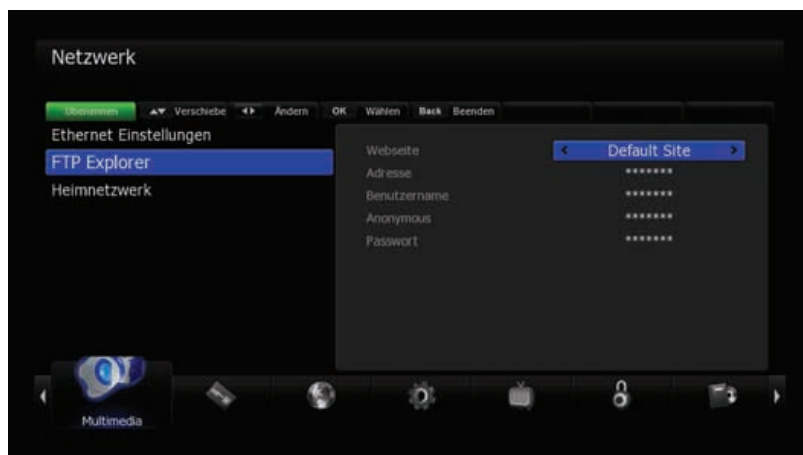 Netzwerk
Übernehmen ▲▼ Verschiebe ◄► Ändern OK Wählen Back Beenden
Ethernet Einstellungen
FTP Explorer
Heimnetzwerk
Webseite Default Site
Adresse *******
Benutzername *******
Anonymous *******
Passwort *******
Multimedia